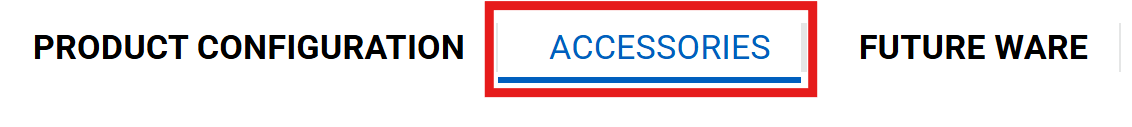 PRODUCT CONFIGURATION ACCESSORIES FUTURE WARE